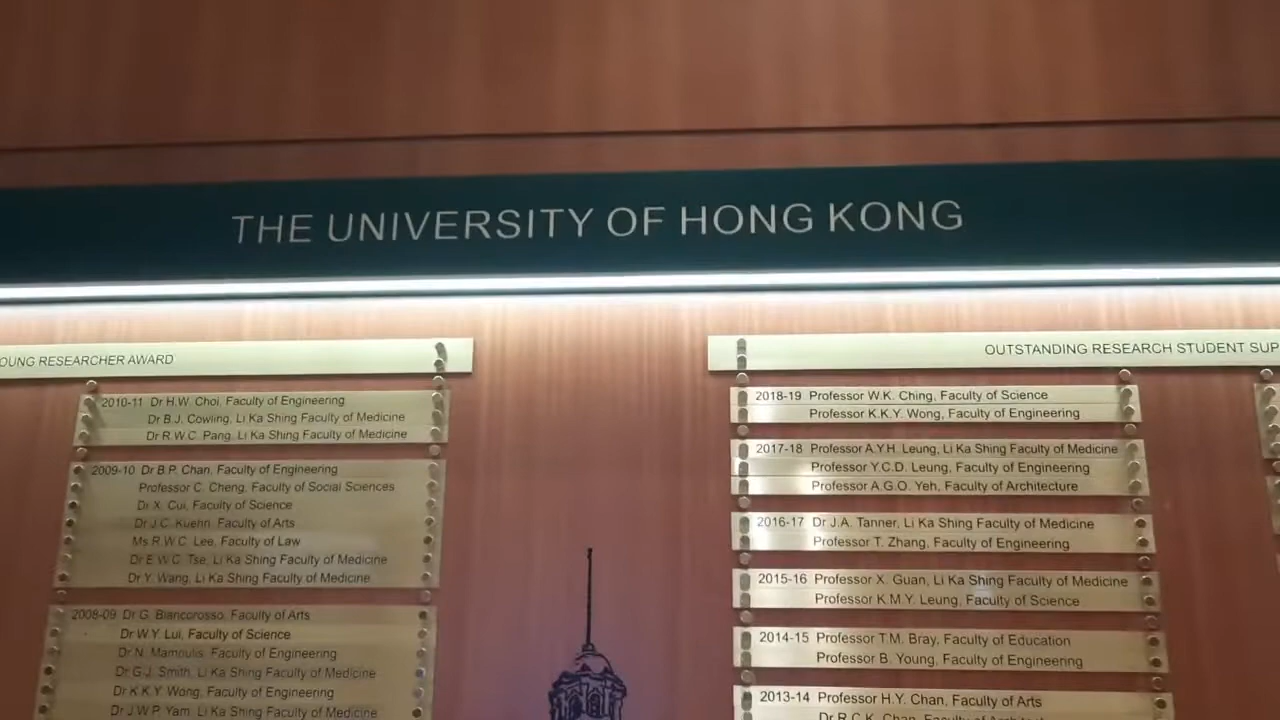 THE UNIVERSITY OF HONG KONG
OUNG RESEARCHER AWARD
2010-11 Dr H.W. Choi, Faculty of Engineering
Dr B.J. Cowling, Li Ka Shing Faculty of Medicine
Dr R.W.C. Pang, Li Ka Shing Faculty of Medicine
2009-10 Dr B.P. Chan, Faculty of Engineering
Professor C. Cheng, Faculty of Social Sciences
Dr X. Cui, Faculty of Science
Dr J.C. Kuehn, Faculty of Arts
Ms R.W.C. Lee, Faculty of Law
Dr E.W.C. Tse, Li Ka Shing Faculty of Medicine
Dr Y. Wang, Li Ka Shing Faculty of Medicine
2008-09 Dr G. Biancorosso, Faculty of Arts
Dr W.Y. Lui, Faculty of Science
Dr N. Mamoulis, Faculty of Engineering
Dr G.J. Smith, Li Ka Shing Faculty of Medicine
Dr K.K.Y. Wong, Faculty of Engineering
Dr J.W.P. Yam, Li Ka Shing Faculty of Medicine
OUTSTANDING RESEARCH STUDENT SUP
2018-19 Professor W.K. Ching, Faculty of Science
Professor K.K.Y. Wong, Faculty of Engineering
2017-18 Professor A.Y.H. Leung, Li Ka Shing Faculty of Medicine
Professor Y.C.D. Leung, Faculty of Engineering
Professor A.G.O. Yeh, Faculty of Architecture
2016-17 Dr J.A. Tanner, Li Ka Shing Faculty of Medicine
Professor T. Zhang, Faculty of Engineering
2015-16 Professor X. Guan, Li Ka Shing Faculty of Medicine
Professor K.M.Y. Leung, Faculty of Science
2014-15 Professor T.M. Bray, Faculty of Education
Professor B. Young, Faculty of Engineering
2013-14 Professor H.Y. Chan, Faculty of Arts
Dr R.C.K. Chan, Faculty of